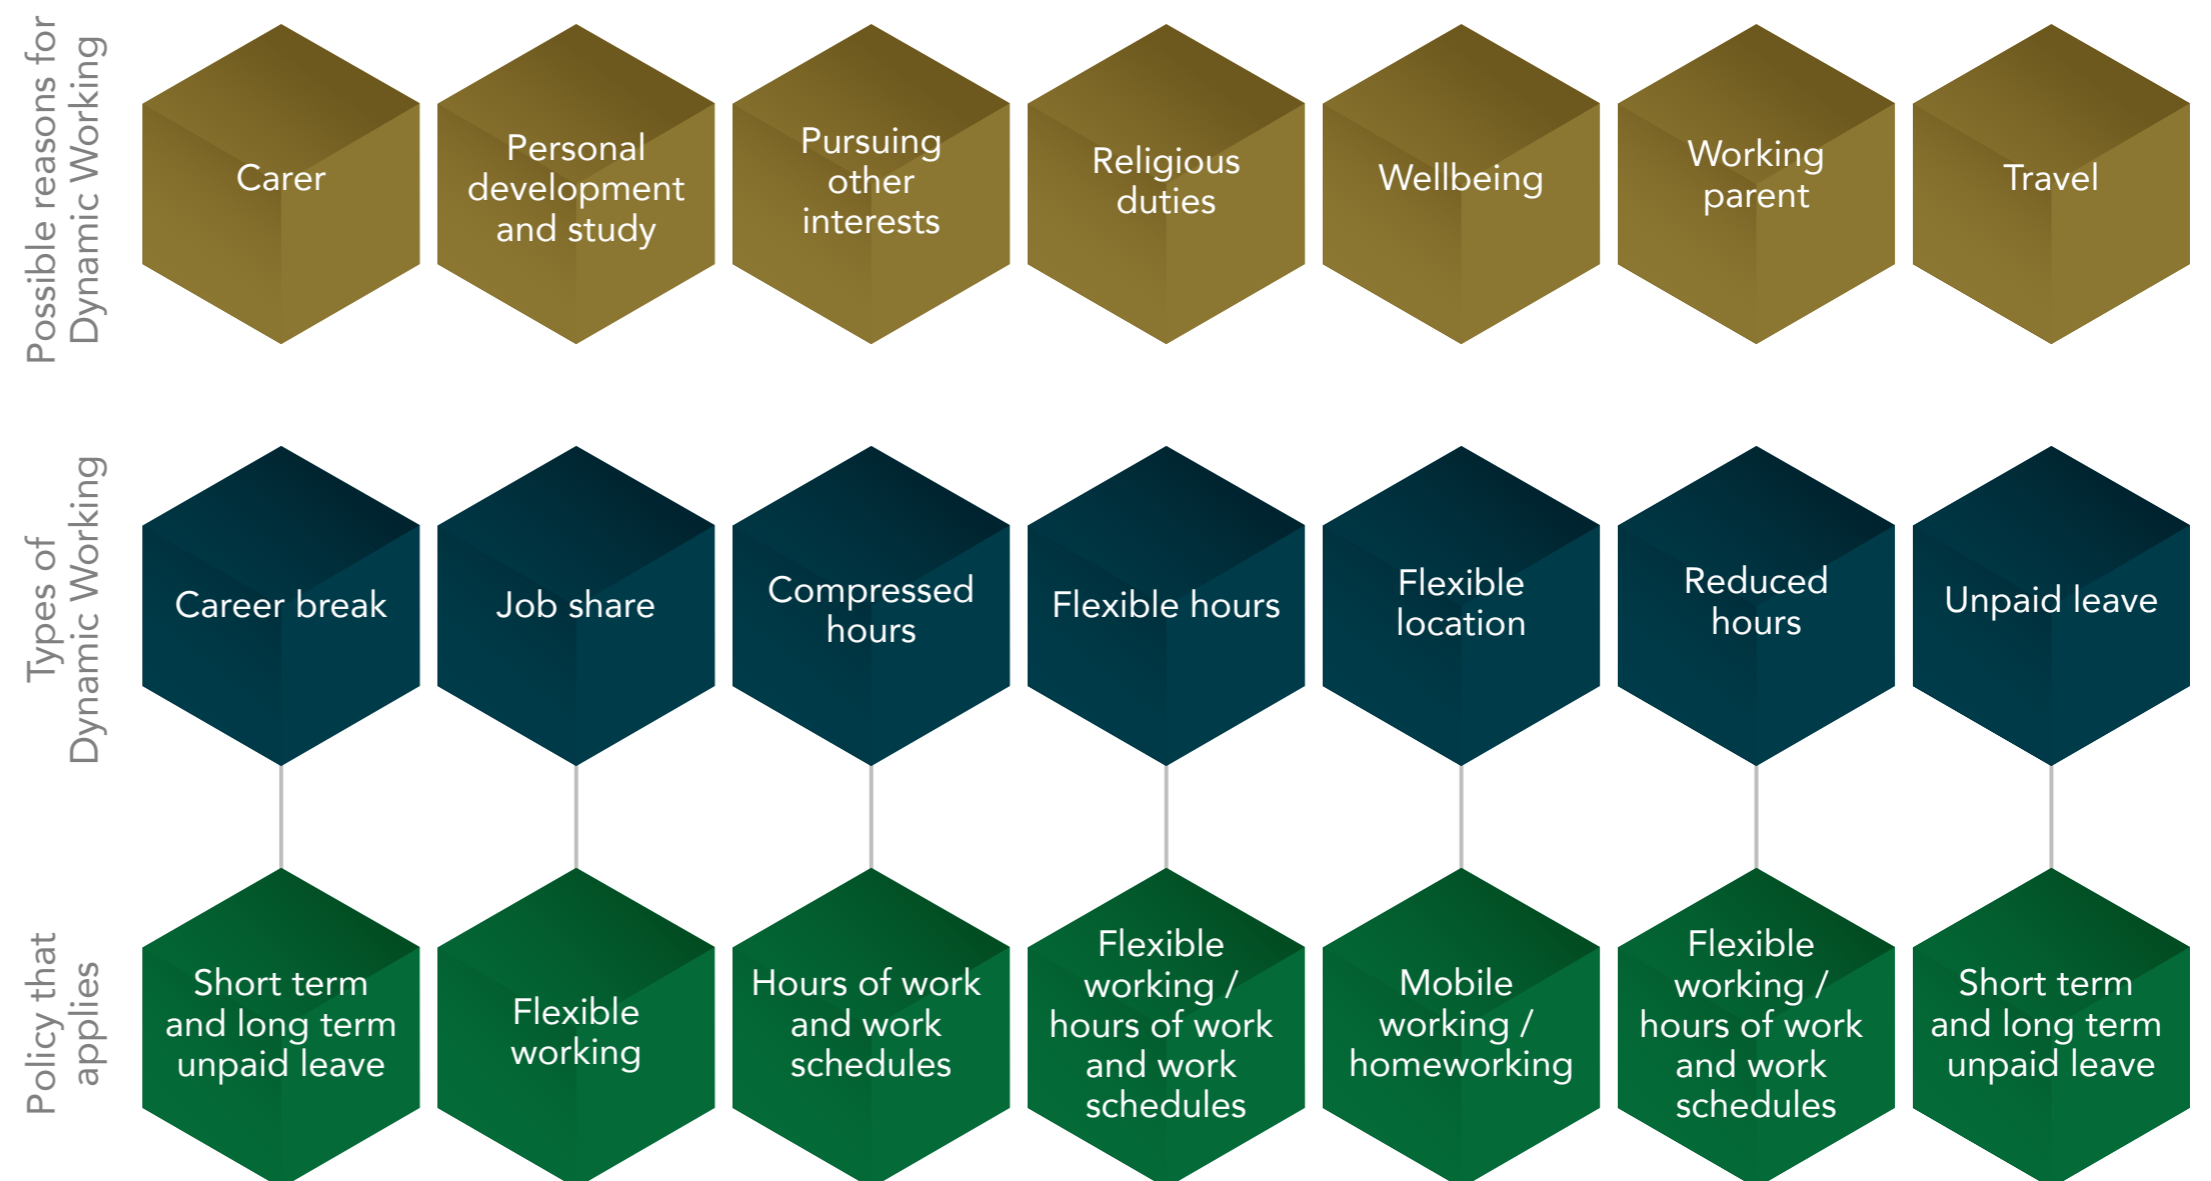 Possible reasons for
Dynamic Working
Carer
Personal
development
and study
Pursuing
other
interests
Religious
duties
Wellbeing
Working
parent
Travel
Types of
Dynamic Working
Career break
Job share
Compressed
hours
Flexible hours
Flexible
location
Reduced
hours
Unpaid leave
Policy that
applies
Short term
and long term
unpaid leave
Flexible
working
Hours of work
and work
schedules
Flexible
working /
hours of work
and work
schedules
Mobile
working /
homeworking
Flexible
working /
hours of work
and work
schedules
Short term
and long term
unpaid leave